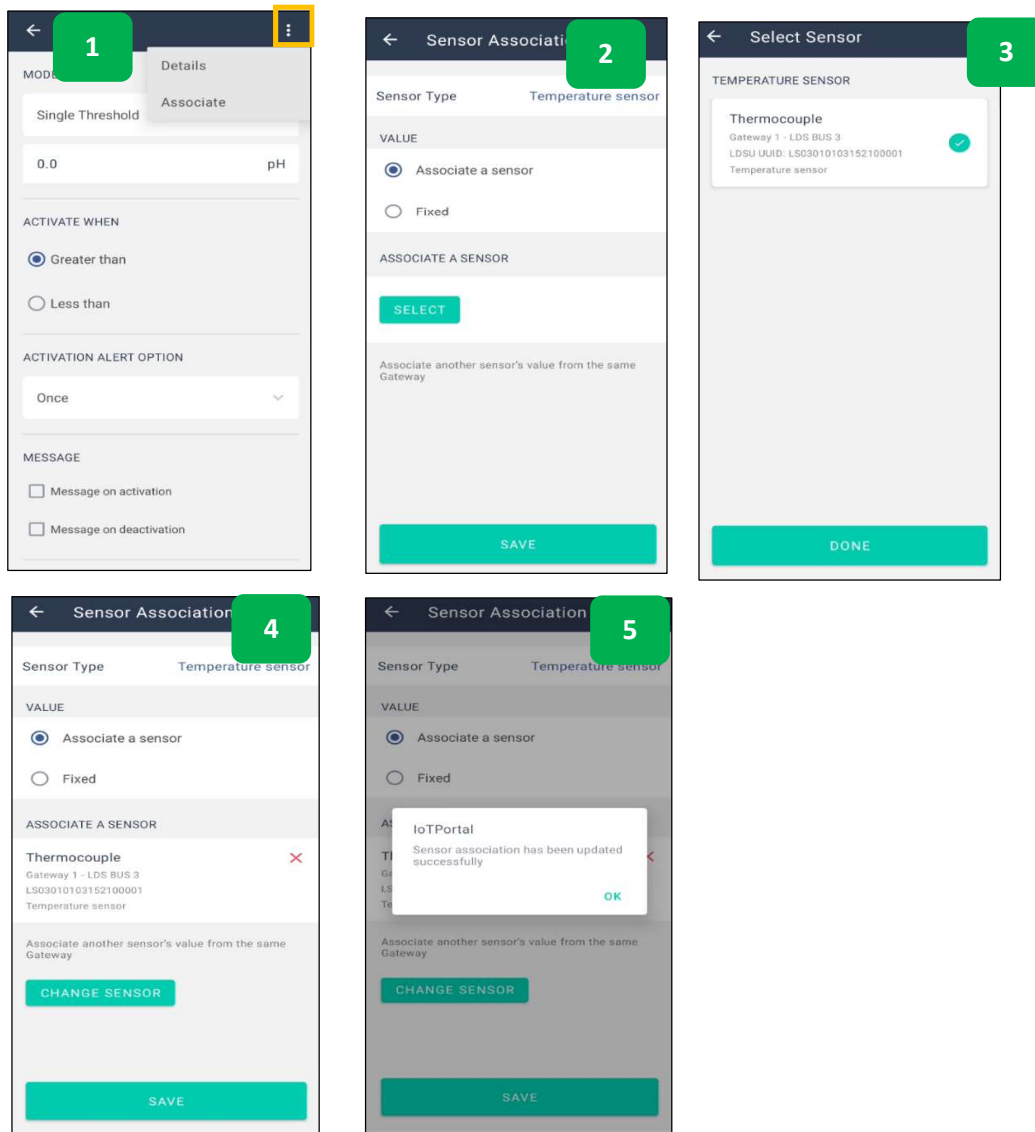 1
MODE
Details
Associate
Single Threshold
0.0 pH
ACTIVATE WHEN
Greater than
Less than
ACTIVATION ALERT OPTION
Once
MESSAGE
Message on activation
Message on deactivation
Sensor Associati
2
Sensor Type Temperature sensor
VALUE
Associate a sensor
Fixed
ASSOCIATE A SENSOR
SELECT
Associate another sensor's value from the same
Gateway
SAVE
Select Sensor
3
TEMPERATURE SENSOR
Thermocouple
Gateway 1 - LDS BUS 3
LDSU UUID: LS03010103152100001
Temperature sensor
DONE
Sensor Association
4
Sensor Type Temperature sensor
VALUE
Associate a sensor
Fixed
ASSOCIATE A SENSOR
Thermocouple
Gateway 1 - LDS BUS 3
LS03010103152100001
Temperature sensor
Associate another sensor's value from the same
Gateway
CHANGE SENSOR
SAVE
Sensor Association
5
Sensor Type Temperature sensor
VALUE
Associate a sensor
Fixed
IoTPortal
Sensor association has been updated
successfully
OK
Associate another sensor's value from the same
Gateway
CHANGE SENSOR
SAVE